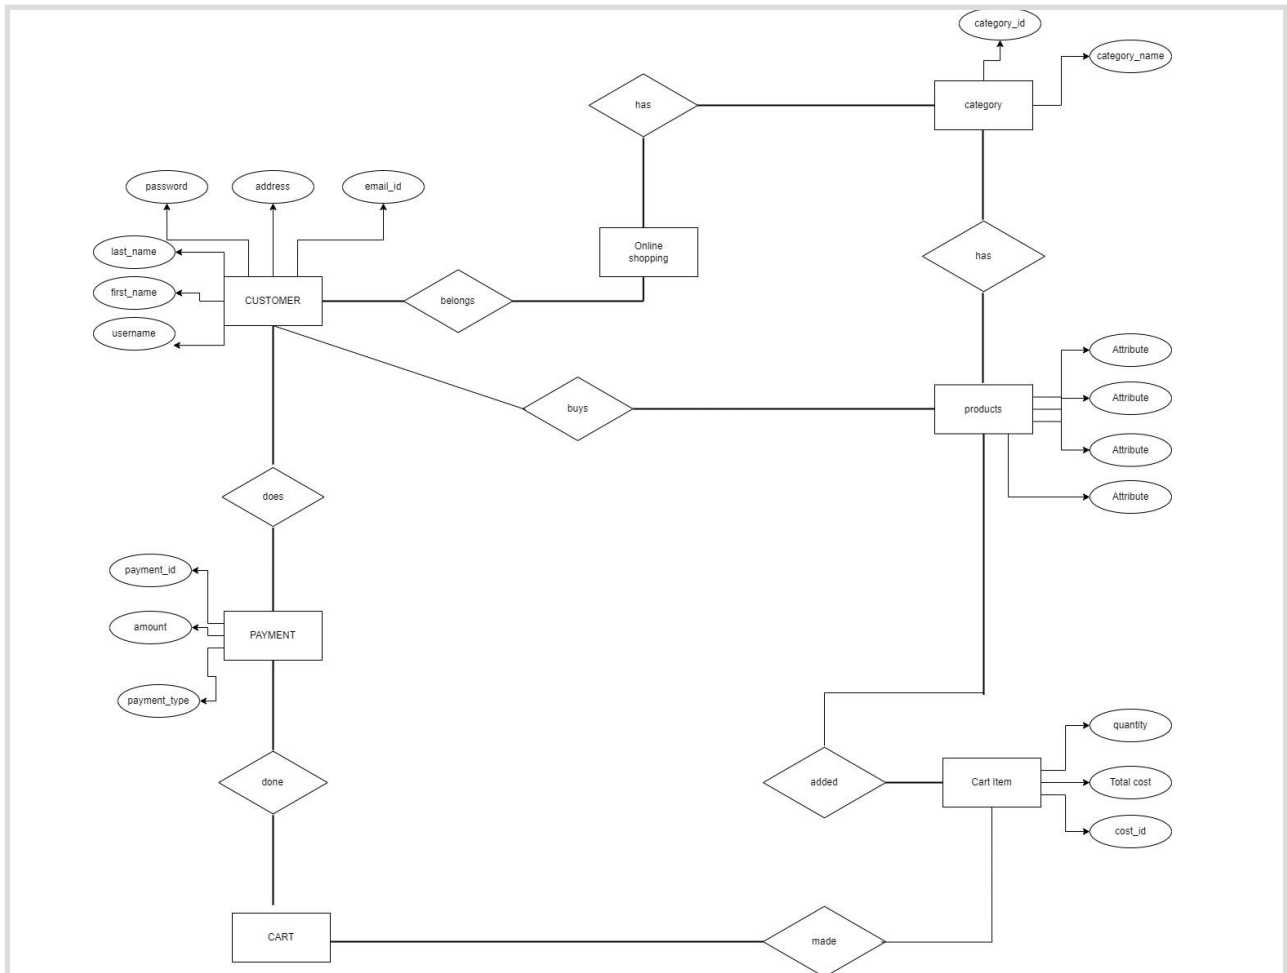 category_id
category_name
has
category
password
address
email_id
last_name
Online
shopping
has
first_name
CUSTOMER
belongs
username
Attribute
Attribute
buys
products
Attribute
does
Attribute
payment_id
amount
PAYMENT
payment_type
quantity
done
added
Cart Item
Total cost
cost_id
CART
made